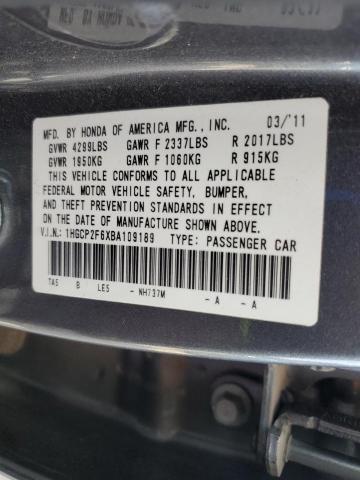 MFD. BY HONDA OF AMERICA MFG., INC. 03/'11
GVWR 4299LBS GAWR F 2337LBS R 2017LBS
GVWR 1950KG GAWR F 1060KG R 915KG
THIS VEHICLE CONFORMS TO ALL APPLICABLE
FEDERAL MOTOR VEHICLE SAFETY, BUMPER,
AND THEFT PREVENTION STANDARDS IN EFFECT
ON THE DATE OF MANUFACTURE SHOWN ABOVE.
V.I.N.: 1HGCP2F6XBA109189 TYPE: PASSENGER CAR
TA5 B LE5 - NH737M - A - A